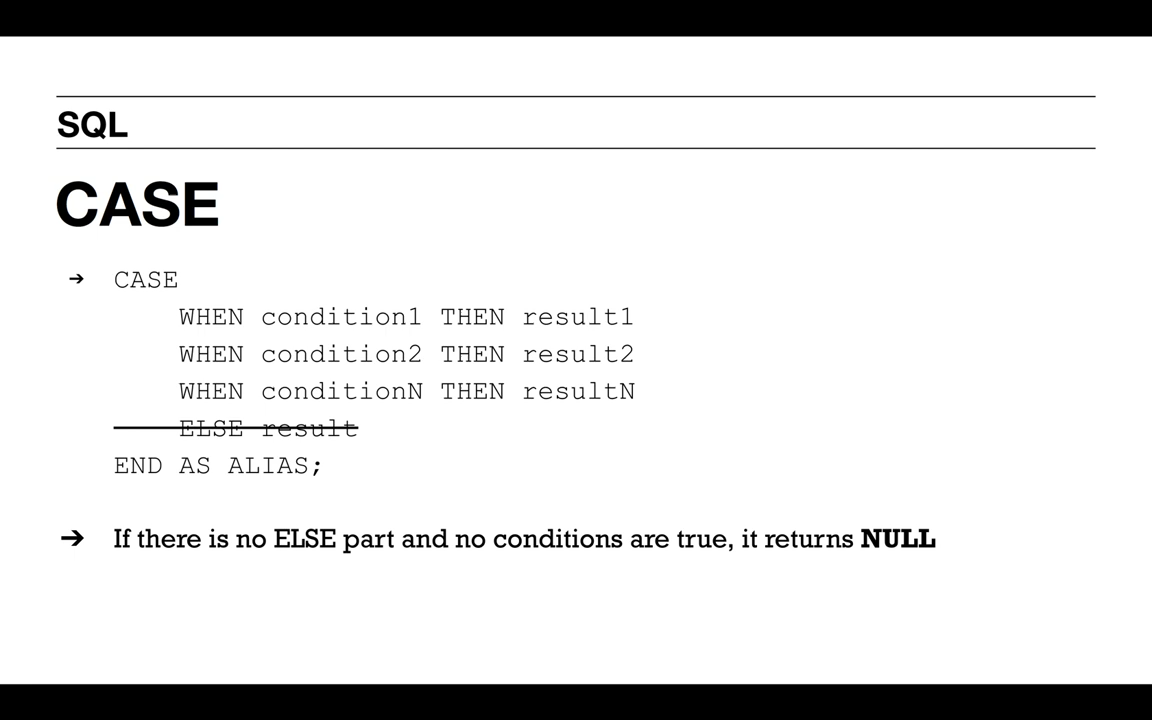 SQL
CASE
➔ CASE
WHEN condition1 THEN result1
WHEN condition2 THEN result2
WHEN conditionN THEN resultN
ELSE result
END AS ALIAS;
➔ If there is no ELSE part and no conditions are true, it returns NULL